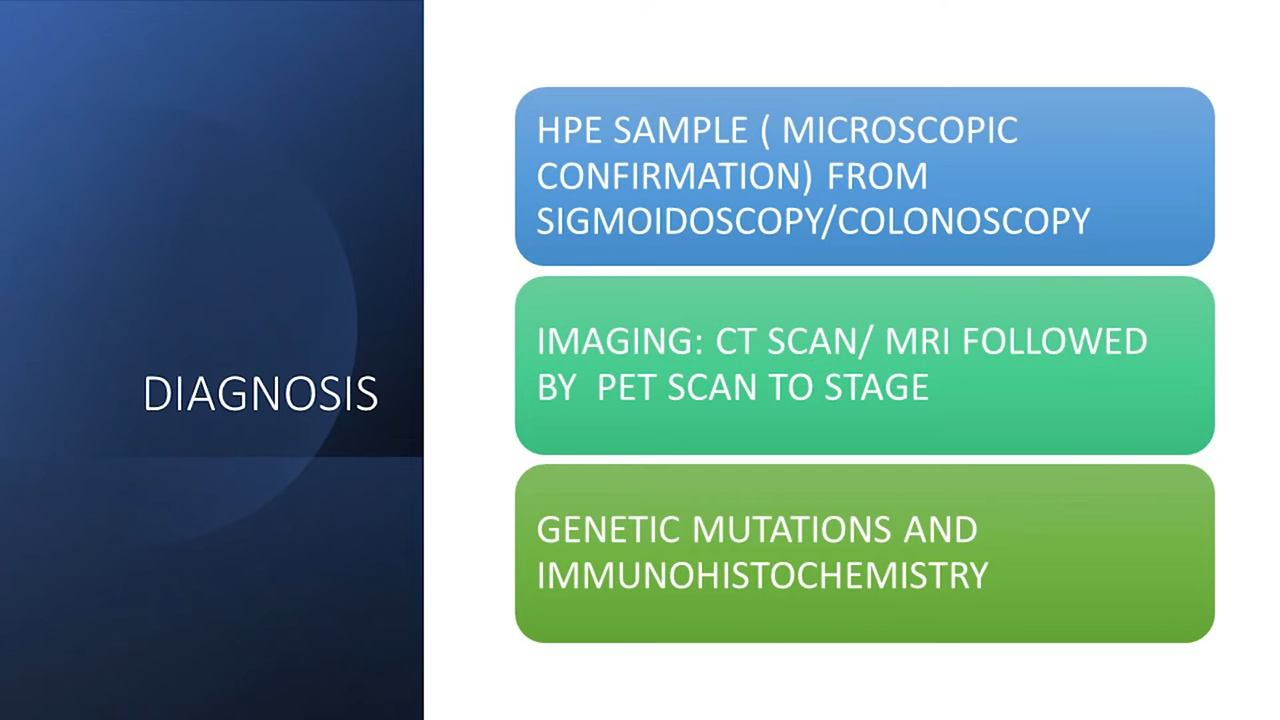 DIAGNOSIS
HPE SAMPLE ( MICROSCOPIC
CONFIRMATION) FROM
SIGMOIDOSCOPY/COLONOSCOPY
IMAGING: CT SCAN/ MRI FOLLOWED
BY  PET SCAN TO STAGE
GENETIC MUTATIONS AND
IMMUNOHISTOCHEMISTRY